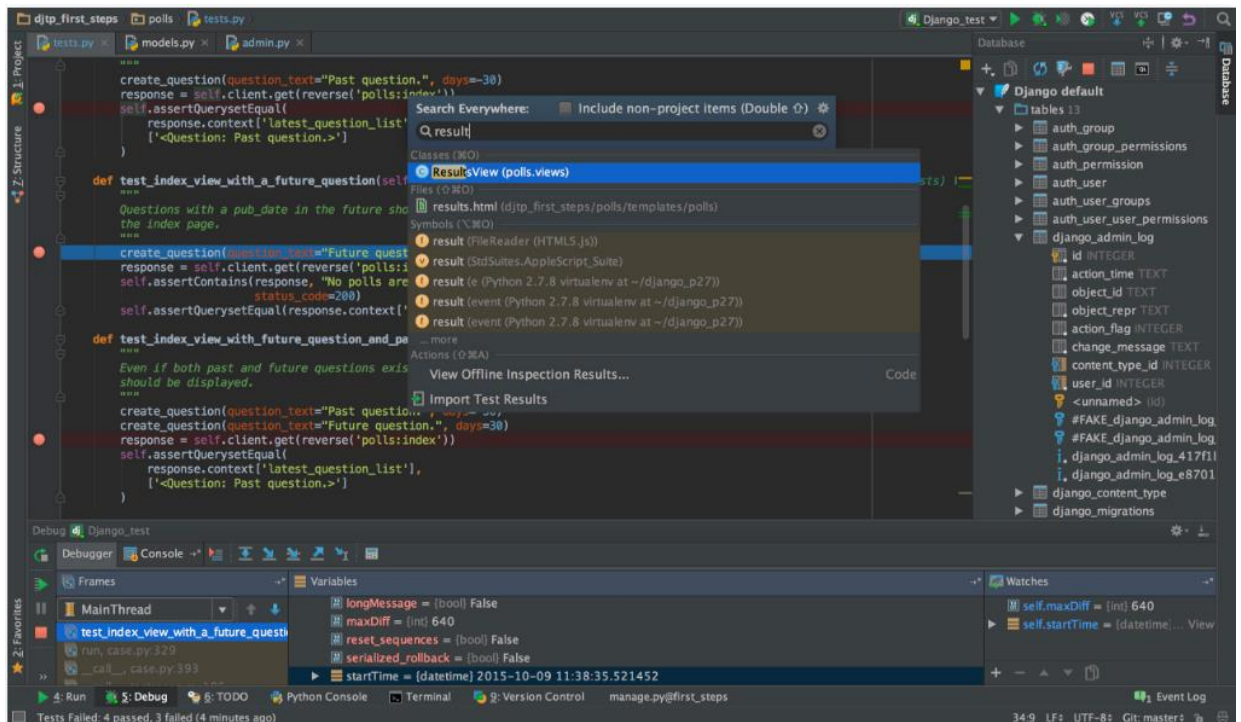 djtp_first_steps polls tests.py
Django_test
tests.py models.py admin.py
"""
create_question(question_text="Past question.", days=-30)
response = self.client.get(reverse('polls:index'))
self.assertQuerysetEqual(
response.context['latest_question_list'
['<Question: Past question.>']
)
def test_index_view_with_a_future_question(self
"""
Questions with a pub_date in the future sho
the index page.
"""
create_question(question_text="Future quest
response = self.client.get(reverse('polls:i
self.assertContains(response, "No polls are
status_code=200)
self.assertQuerysetEqual(response.context['
def test_index_view_with_future_question_and_pa
"""
Even if both past and future questions exis
should be displayed.
"""
create_question(question_text="Past question.", days=-30)
create_question(question_text="Future question.", days=30)
response = self.client.get(reverse('polls:index'))
self.assertQuerysetEqual(
response.context['latest_question_list'],
['<Question: Past question.>']
)
Search Everywhere: Include non-project items (Double ⇧)
result
Classes (⌘O)
ResultsView (polls.views)
Files (⇧⌘O)
results.html (djtp_first_steps/polls/templates/polls)
Symbols (⌥⌘O)
result (FileReader (HTML5.js))
result (StdSuites.AppleScript_Suite)
result (e (Python 2.7.8 virtualenv at ~/django_p27))
result (event (Python 2.7.8 virtualenv at ~/django_p27))
result (event (Python 2.7.8 virtualenv at ~/django_p27))
... more
Actions (⇧⌘A)
View Offline Inspection Results... Code
Import Test Results
Database
Django default
tables 13
auth_group
auth_group_permissions
auth_permission
auth_user
auth_user_groups
auth_user_user_permissions
django_admin_log
id INTEGER
action_time TEXT
object_id TEXT
object_repr TEXT
action_flag INTEGER
change_message TEXT
content_type_id INTEGER
user_id INTEGER
<unnamed> (id)
#FAKE_django_admin_log_
#FAKE_django_admin_log_
django_admin_log_417f1
django_admin_log_e8701
django_content_type
django_migrations
1: Project
Z: Structure
2: Favorites
Database
Debug Django_test
Debugger Console
Frames
MainThread
test_index_view_with_a_future_questi
run, case.py:329
__call__, case.py:393
Variables
longMessage = {bool} False
maxDiff = {int} 640
reset_sequences = {bool} False
serialized_rollback = {bool} False
startTime = {datetime} 2015-10-09 11:38:35.521452
Watches
self.maxDiff = {int} 640
self.startTime = {datetime} ... View
4: Run 5: Debug 6: TODO Python Console Terminal 9: Version Control manage.py@first_steps Event Log
Tests Failed: 4 passed, 3 failed (4 minutes ago) 34:9 LF UTF-8 Git:master